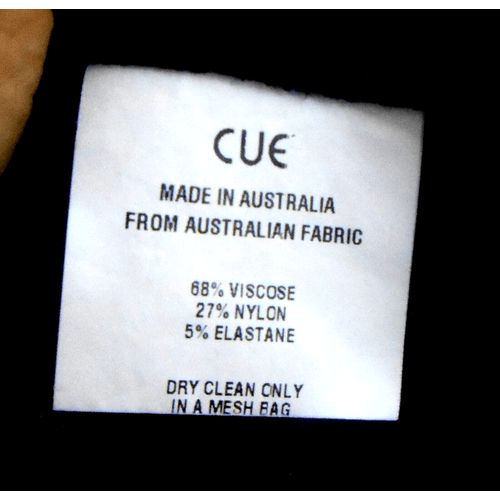 CUE
MADE IN AUSTRALIA
FROM AUSTRALIAN FABRIC
68% VISCOSE
27% NYLON
5% ELASTANE
DRY CLEAN ONLY
IN A MESH BAG